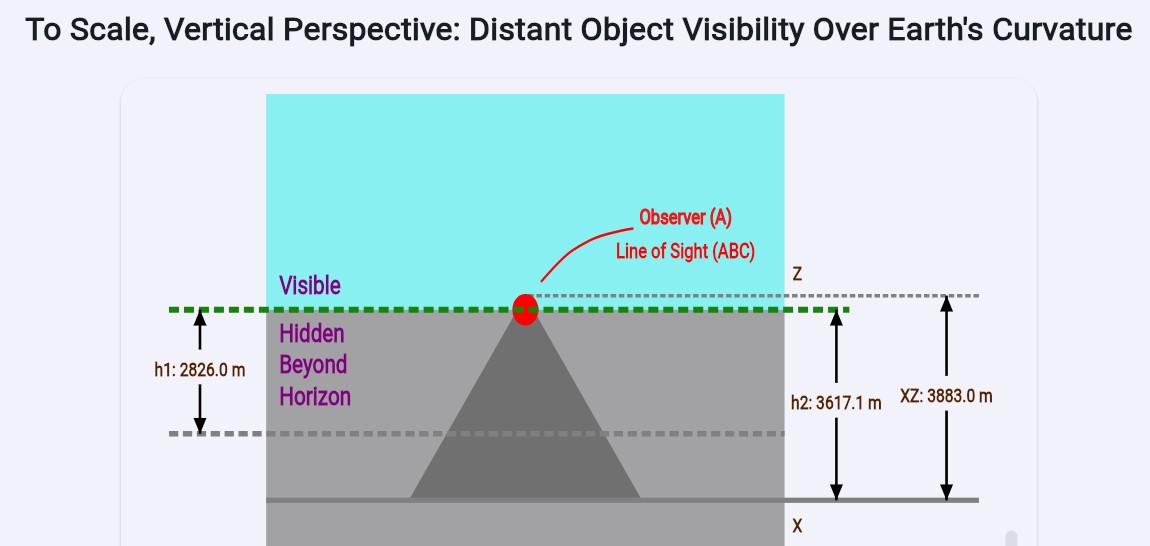 To Scale, Vertical Perspective: Distant Object Visibility Over Earth's Curvature
Observer (A)
Line of Sight (ABC)
Z
Visible
Hidden
Beyond
Horizon
h1: 2826.0 m
h2: 3617.1 m
XZ: 3883.0 m
X